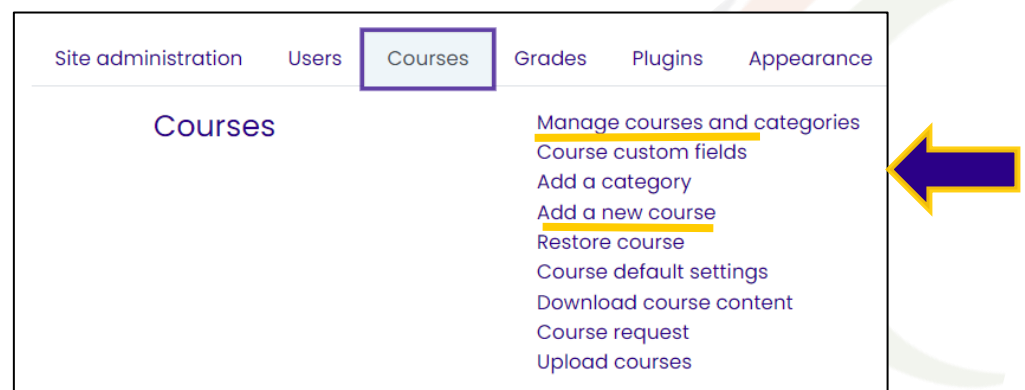 Site administration Users Courses Grades Plugins Appearance
Courses
Manage courses and categories
Course custom fields
Add a category
Add a new course
Restore course
Course default settings
Download course content
Course request
Upload courses